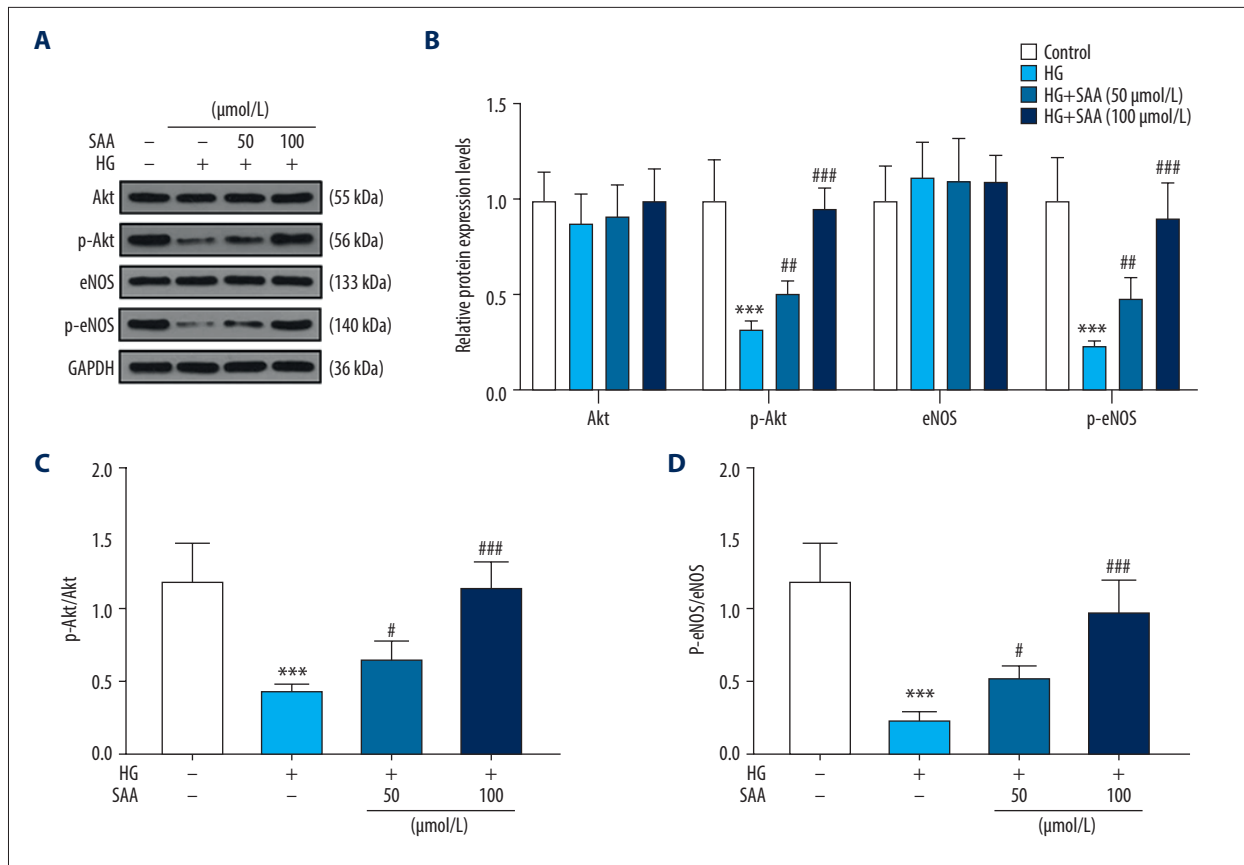 A
(μmol/L)
SAA – – 50 100
HG – + + +
Akt (55 kDa)
p-Akt (56 kDa)
eNOS (133 kDa)
p-eNOS (140 kDa)
GAPDH (36 kDa)
B
Control
HG
HG+SAA (50 μmol/L)
HG+SAA (100 μmol/L)
Relative protein expression levels
1.5
1.0
0.5
0.0
***
##
###
***
##
###
Akt p-Akt eNOS p-eNOS
C
p-Akt/Akt
2.0
1.5
1.0
0.5
0.0
***
#
###
HG – + + +
SAA – – 50 100
(μmol/L)
D
P-eNOS/eNOS
2.0
1.5
1.0
0.5
0.0
***
#
###
HG – + + +
SAA – – 50 100
(μmol/L)